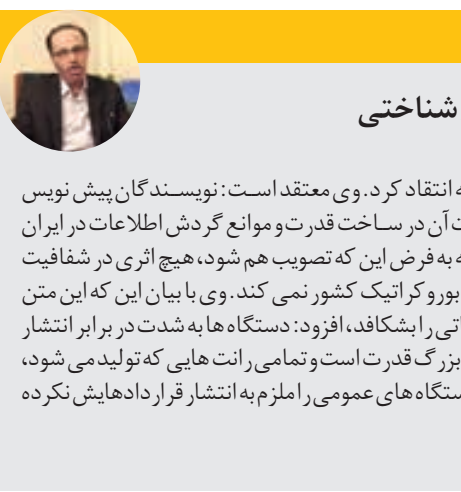 شناختی
ه انتقاد کرد. وی معتقد است: نویسندگان پیش نویس
ت آن در ساخت قدرت و موانع گردش اطلاعات در ایران
ه به فرض این که تصویب هم شود، هیچ اثری در شفافیت
بوروکراتیک کشور نمی کند. وی با بیان این که این متن
اتی را بشکافد، افزود: دستگاه ها به شدت در برابر انتشار
بزرگ قدرت است و تمامی رانت هایی که تولید می شود،
ستگاه های عمومی را ملزم به انتشار قراردادهایش نکرده